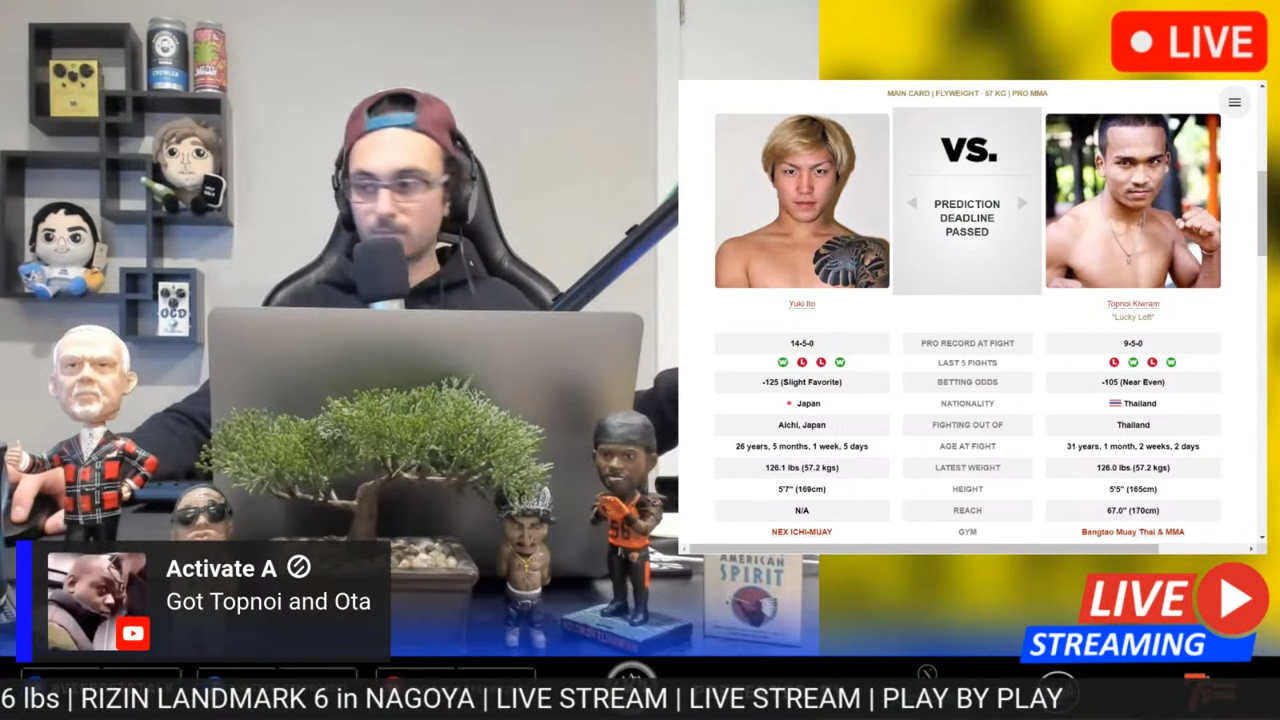 LIVE
MAIN CARD | FLYWEIGHT · 57 KG | PRO MMA
VS.
PREDICTION
DEADLINE
PASSED
Yuki Ito
Topnoi Kiwram
"Lucky Left"
14-5-0 PRO RECORD AT FIGHT 9-5-0
W L L W LAST 5 FIGHTS L W L W
-125 (Slight Favorite) BETTING ODDS -105 (Near Even)
Japan NATIONALITY Thailand
Aichi, Japan FIGHTING OUT OF Thailand
26 years, 5 months, 1 week, 5 days AGE AT FIGHT 31 years, 1 month, 2 weeks, 2 days
126.1 lbs (57.2 kgs) LATEST WEIGHT 126.0 lbs (57.2 kgs)
5'7" (169cm) HEIGHT 5'5" (165cm)
N/A REACH 67.0" (170cm)
NEX ICHI-MUAY GYM Bangtao Muay Thai & MMA
OCD
AMERICAN
SPIRIT
Activate A
Got Topnoi and Ota
LIVE
STREAMING
6 lbs | RIZIN LANDMARK 6 in NAGOYA | LIVE STREAM | LIVE STREAM | PLAY BY PLAY